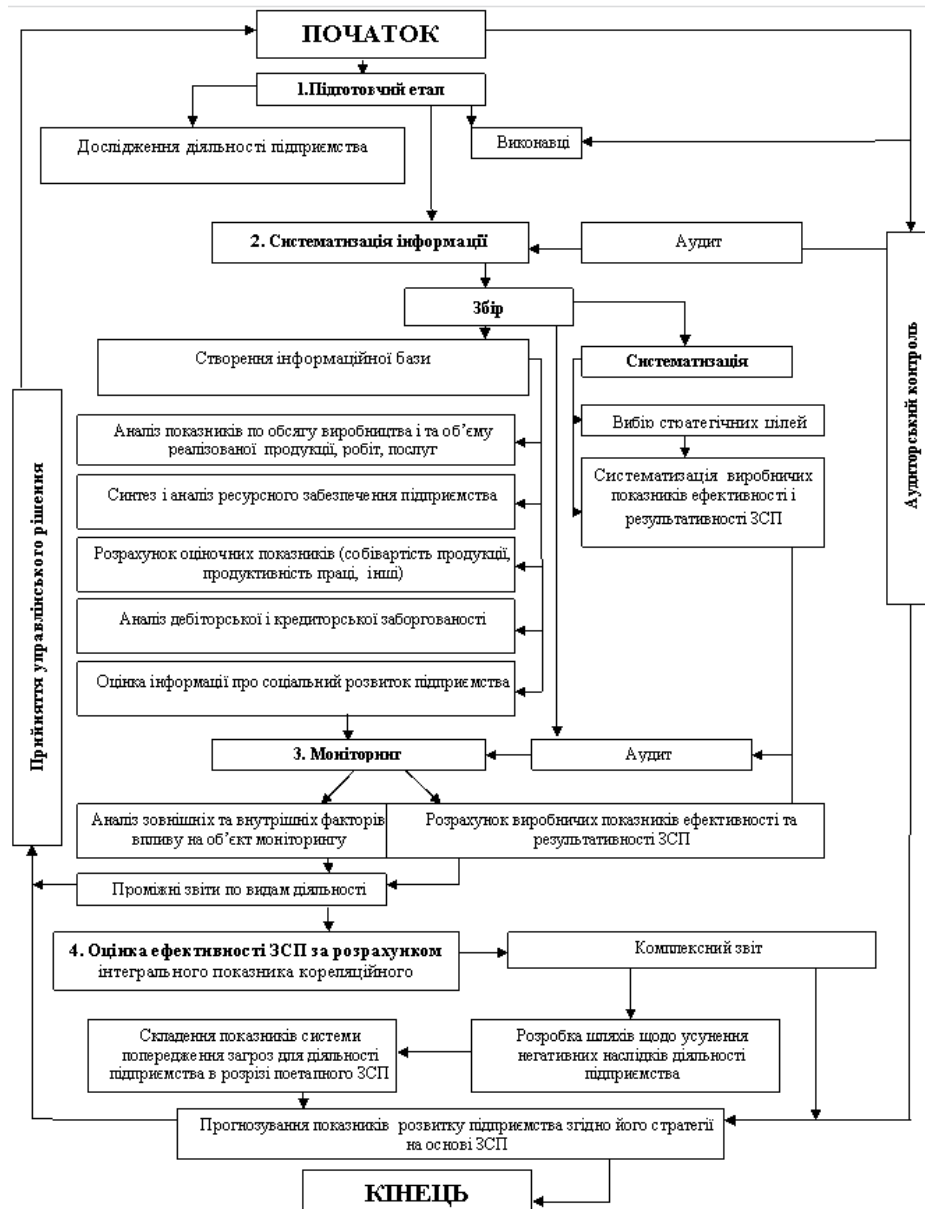 ПОЧАТОК
1.Підготовчий етап
Дослідження діяльності підприємства
Виконавці
2. Систематизація інформації
Аудит
Збір
Створення інформаційної бази
Систематизація
Аналіз показників по обсягу виробництва і та об’єму
реалізованої продукції, робіт, послуг
Вибір стратегічних цілей
Синтез і аналіз ресурсного забезпечення підприємства
Систематизація виробничих
показників ефективності і
результативності ЗСП
Розрахунок оціночних показників (собівартість продукції,
продуктивність праці, інші)
Аналіз дебіторської і кредиторської заборгованості
Оцінка інформації про соціальний розвиток підприємства
Прийняття управлінського рішення
Аудиторський контроль
3. Моніторинг
Аудит
Аналіз зовнішніх та внутрішніх факторів
впливу на об’єкт моніторингу
Розрахунок виробничих показників ефективності та
результативності ЗСП
Проміжні звіти по видам діяльності
4. Оцінка ефективності ЗСП за розрахунком
інтегрального показника кореляційного
Комплексний звіт
Складення показників системи
попередження загроз для діяльності
підприємства в розрізі поетапного ЗСП
Розробка шляхів щодо усунення
негативних наслідків діяльності
підприємства
Прогнозування показників розвитку підприємства згідно його стратегії
на основі ЗСП
КІНЕЦЬ